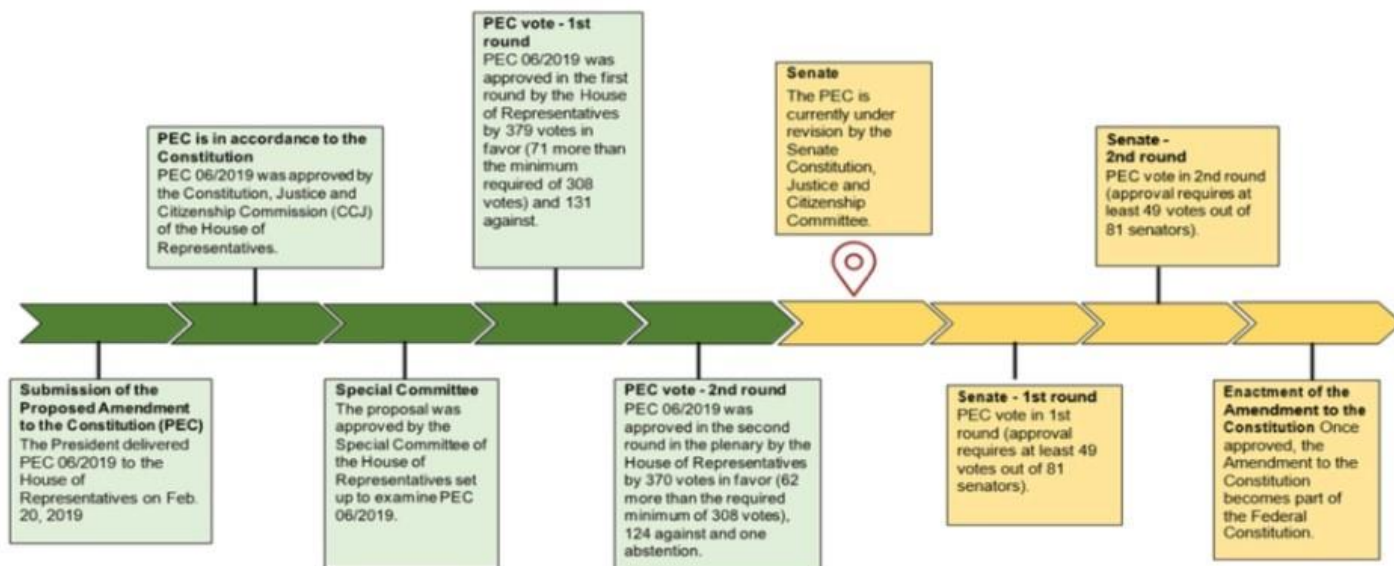 Submission of the
Proposed Amendment
to the Constitution (PEC)
The President delivered
PEC 06/2019 to the
House of
Representatives on Feb.
20, 2019
PEC is in accordance to the
Constitution
PEC 06/2019 was approved by
the Constitution, Justice and
Citizenship Commission (CCJ)
of the House of
Representatives.
Special Committee
The proposal was
approved by the
Special Committee of
the House of
Representatives set
up to examine PEC
06/2019.
PEC vote - 1st
round
PEC 06/2019 was
approved in the first
round by the House
of Representatives
by 379 votes in
favor (71 more than
the minimum
required of 308
votes) and 131
against.
PEC vote - 2nd round
PEC 06/2019 was
approved in the second
round in the plenary by the
House of Representatives
by 370 votes in favor (62
more than the required
minimum of 308 votes),
124 against and one
abstention.
Senate
The PEC is
currently under
revision by the
Senate
Constitution,
Justice and
Citizenship
Committee.
Senate - 1st round
PEC vote in 1st
round (approval
requires at least 49
votes out of 81
senators).
Senate -
2nd round
PEC vote in 2nd round
(approval requires at
least 49 votes out of
81 senators).
Enactment of the
Amendment to the
Constitution Once
approved, the
Amendment to the
Constitution
becomes part of
the Federal
Constitution.